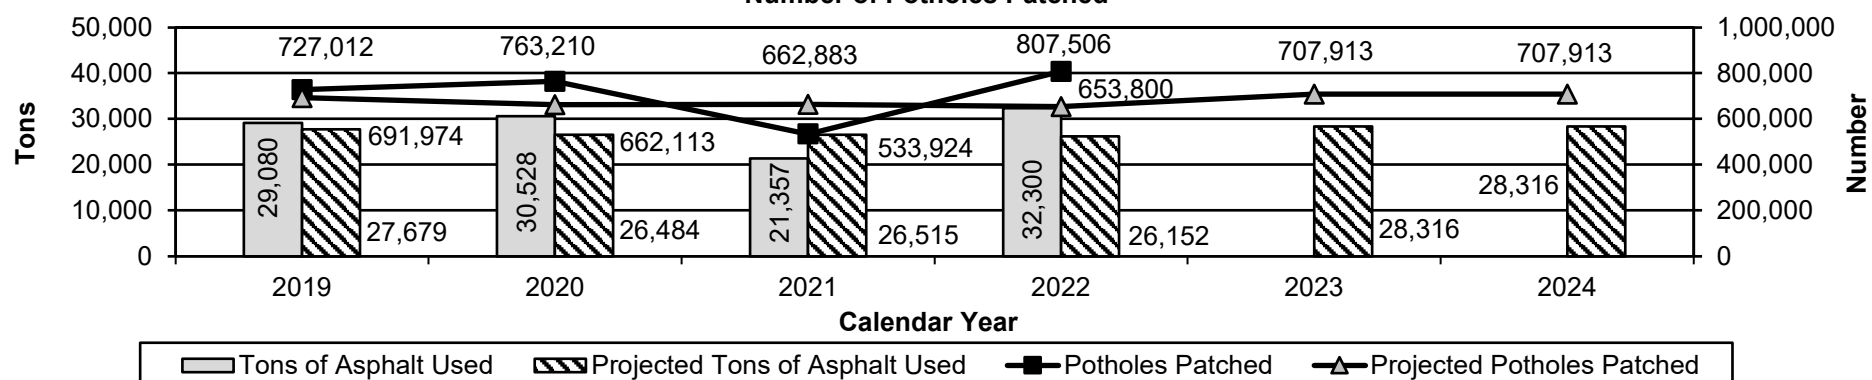 Number of Potholes Patched
50,000 727,012 763,210 662,883 807,506 707,913 707,913 1,000,000
40,000 653,800 800,000
30,000 691,974 662,113 533,924 600,000
20,000 29,080 30,528 21,357 32,300 28,316 400,000
10,000 27,679 26,484 26,515 26,152 28,316 200,000
0 0
Tons
Number
2019 2020 2021 2022 2023 2024
Calendar Year
Tons of Asphalt Used Projected Tons of Asphalt Used Potholes Patched Projected Potholes Patched